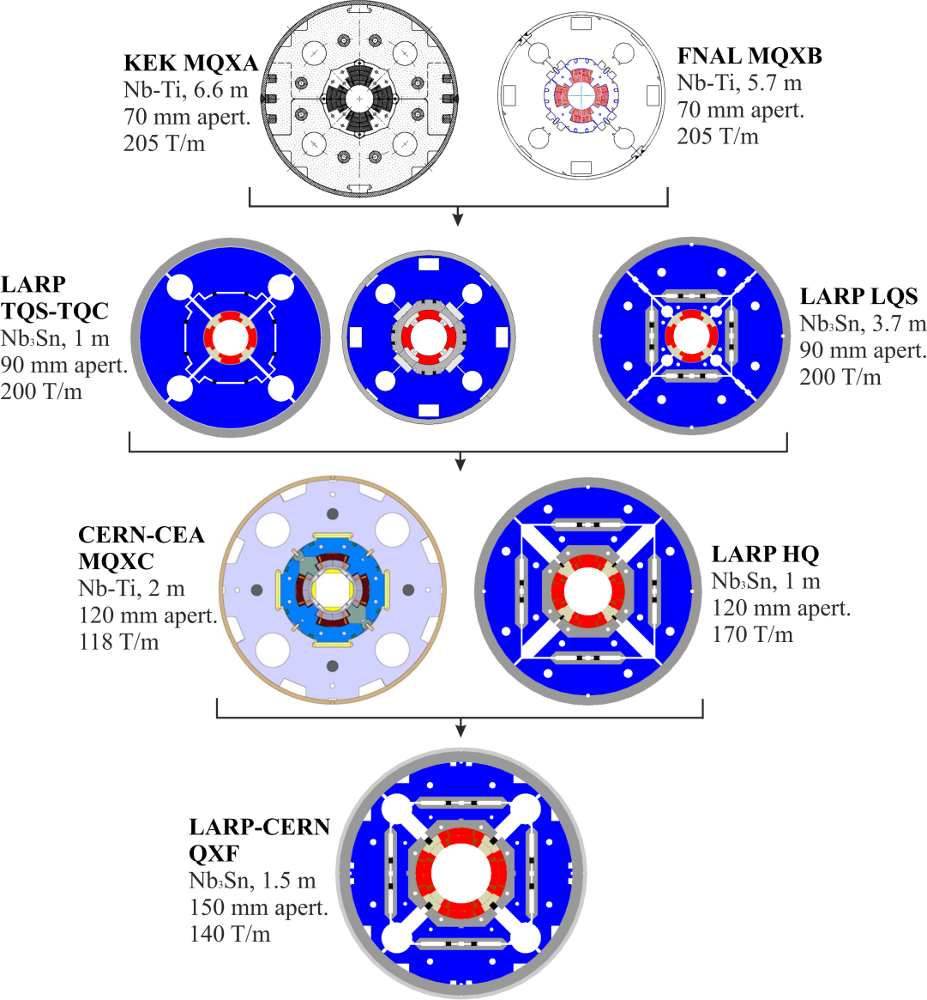 KEK MQXA
Nb-Ti, 6.6 m
70 mm apert.
205 T/m
FNAL MQXB
Nb-Ti, 5.7 m
70 mm apert.
205 T/m
LARP
TQS-TQC
Nb₃Sn, 1 m
90 mm apert.
200 T/m
LARP LQS
Nb₃Sn, 3.7 m
90 mm apert.
200 T/m
CERN-CEA
MQXC
Nb-Ti, 2 m
120 mm apert.
118 T/m
LARP HQ
Nb₃Sn, 1 m
120 mm apert.
170 T/m
LARP-CERN
QXF
Nb₃Sn, 1.5 m
150 mm apert.
140 T/m